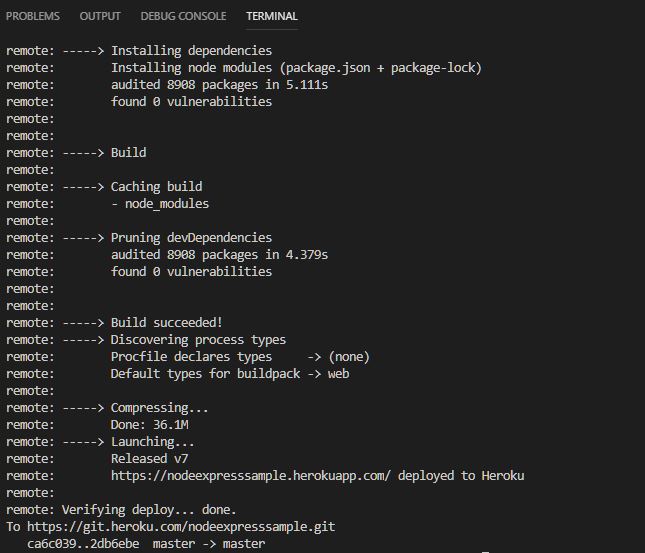 PROBLEMS OUTPUT DEBUG CONSOLE TERMINAL
remote: -----> Installing dependencies
remote:        Installing node modules (package.json + package-lock)
remote:        audited 8908 packages in 5.111s
remote:        found 0 vulnerabilities
remote:
remote:
remote: -----> Build
remote:
remote: -----> Caching build
remote:        - node_modules
remote:
remote: -----> Pruning devDependencies
remote:        audited 8908 packages in 4.379s
remote:        found 0 vulnerabilities
remote:
remote:
remote: -----> Build succeeded!
remote: -----> Discovering process types
remote:        Procfile declares types     -> (none)
remote:        Default types for buildpack -> web
remote:
remote: -----> Compressing...
remote:        Done: 36.1M
remote: -----> Launching...
remote:        Released v7
remote:        https://nodeexpresssample.herokuapp.com/ deployed to Heroku
remote:
remote: Verifying deploy... done.
To https://git.heroku.com/nodeexpresssample.git
   ca6c039..2db6ebe  master -> master